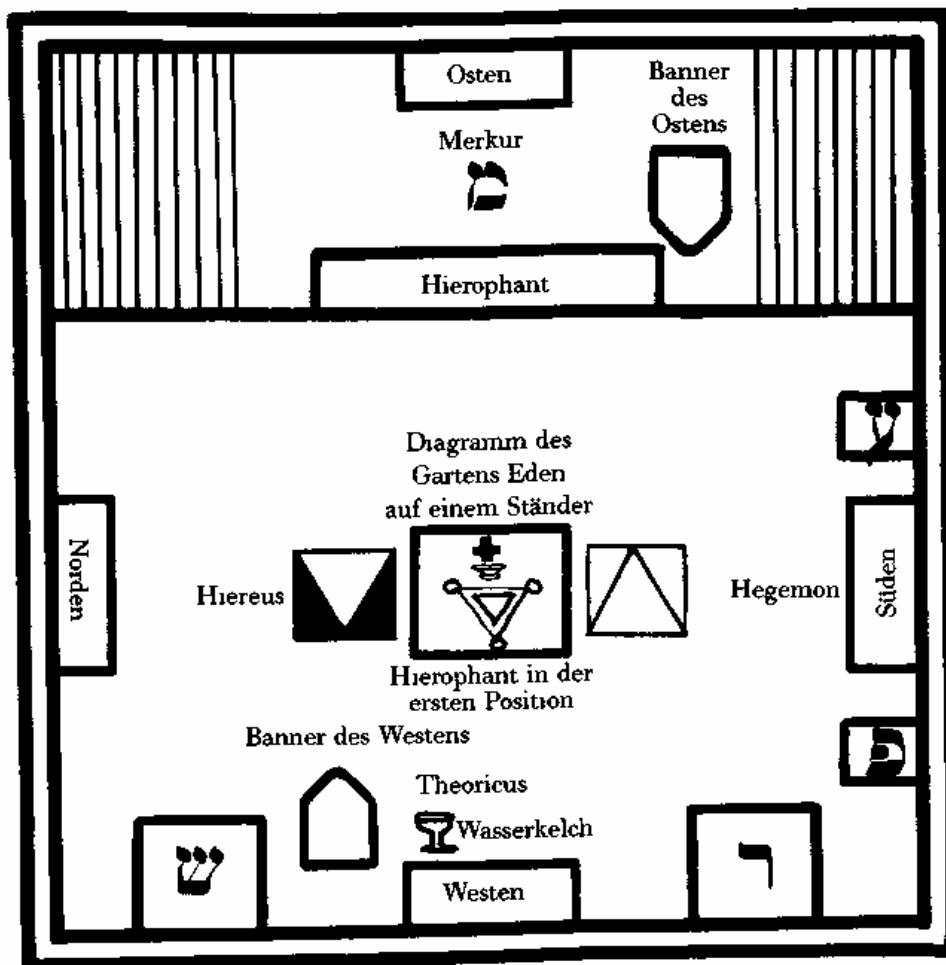 Osten
Banner
des
Ostens
Merkur
מ
Hierophant
ע
Diagramm des
Gartens Eden
auf einem Ständer
Norden
Hiereus
Hegemon
Süden
Hierophant in der
ersten Position
פ
Banner des Westens
Theoricus
Wasserkelch
ש
ר
Westen